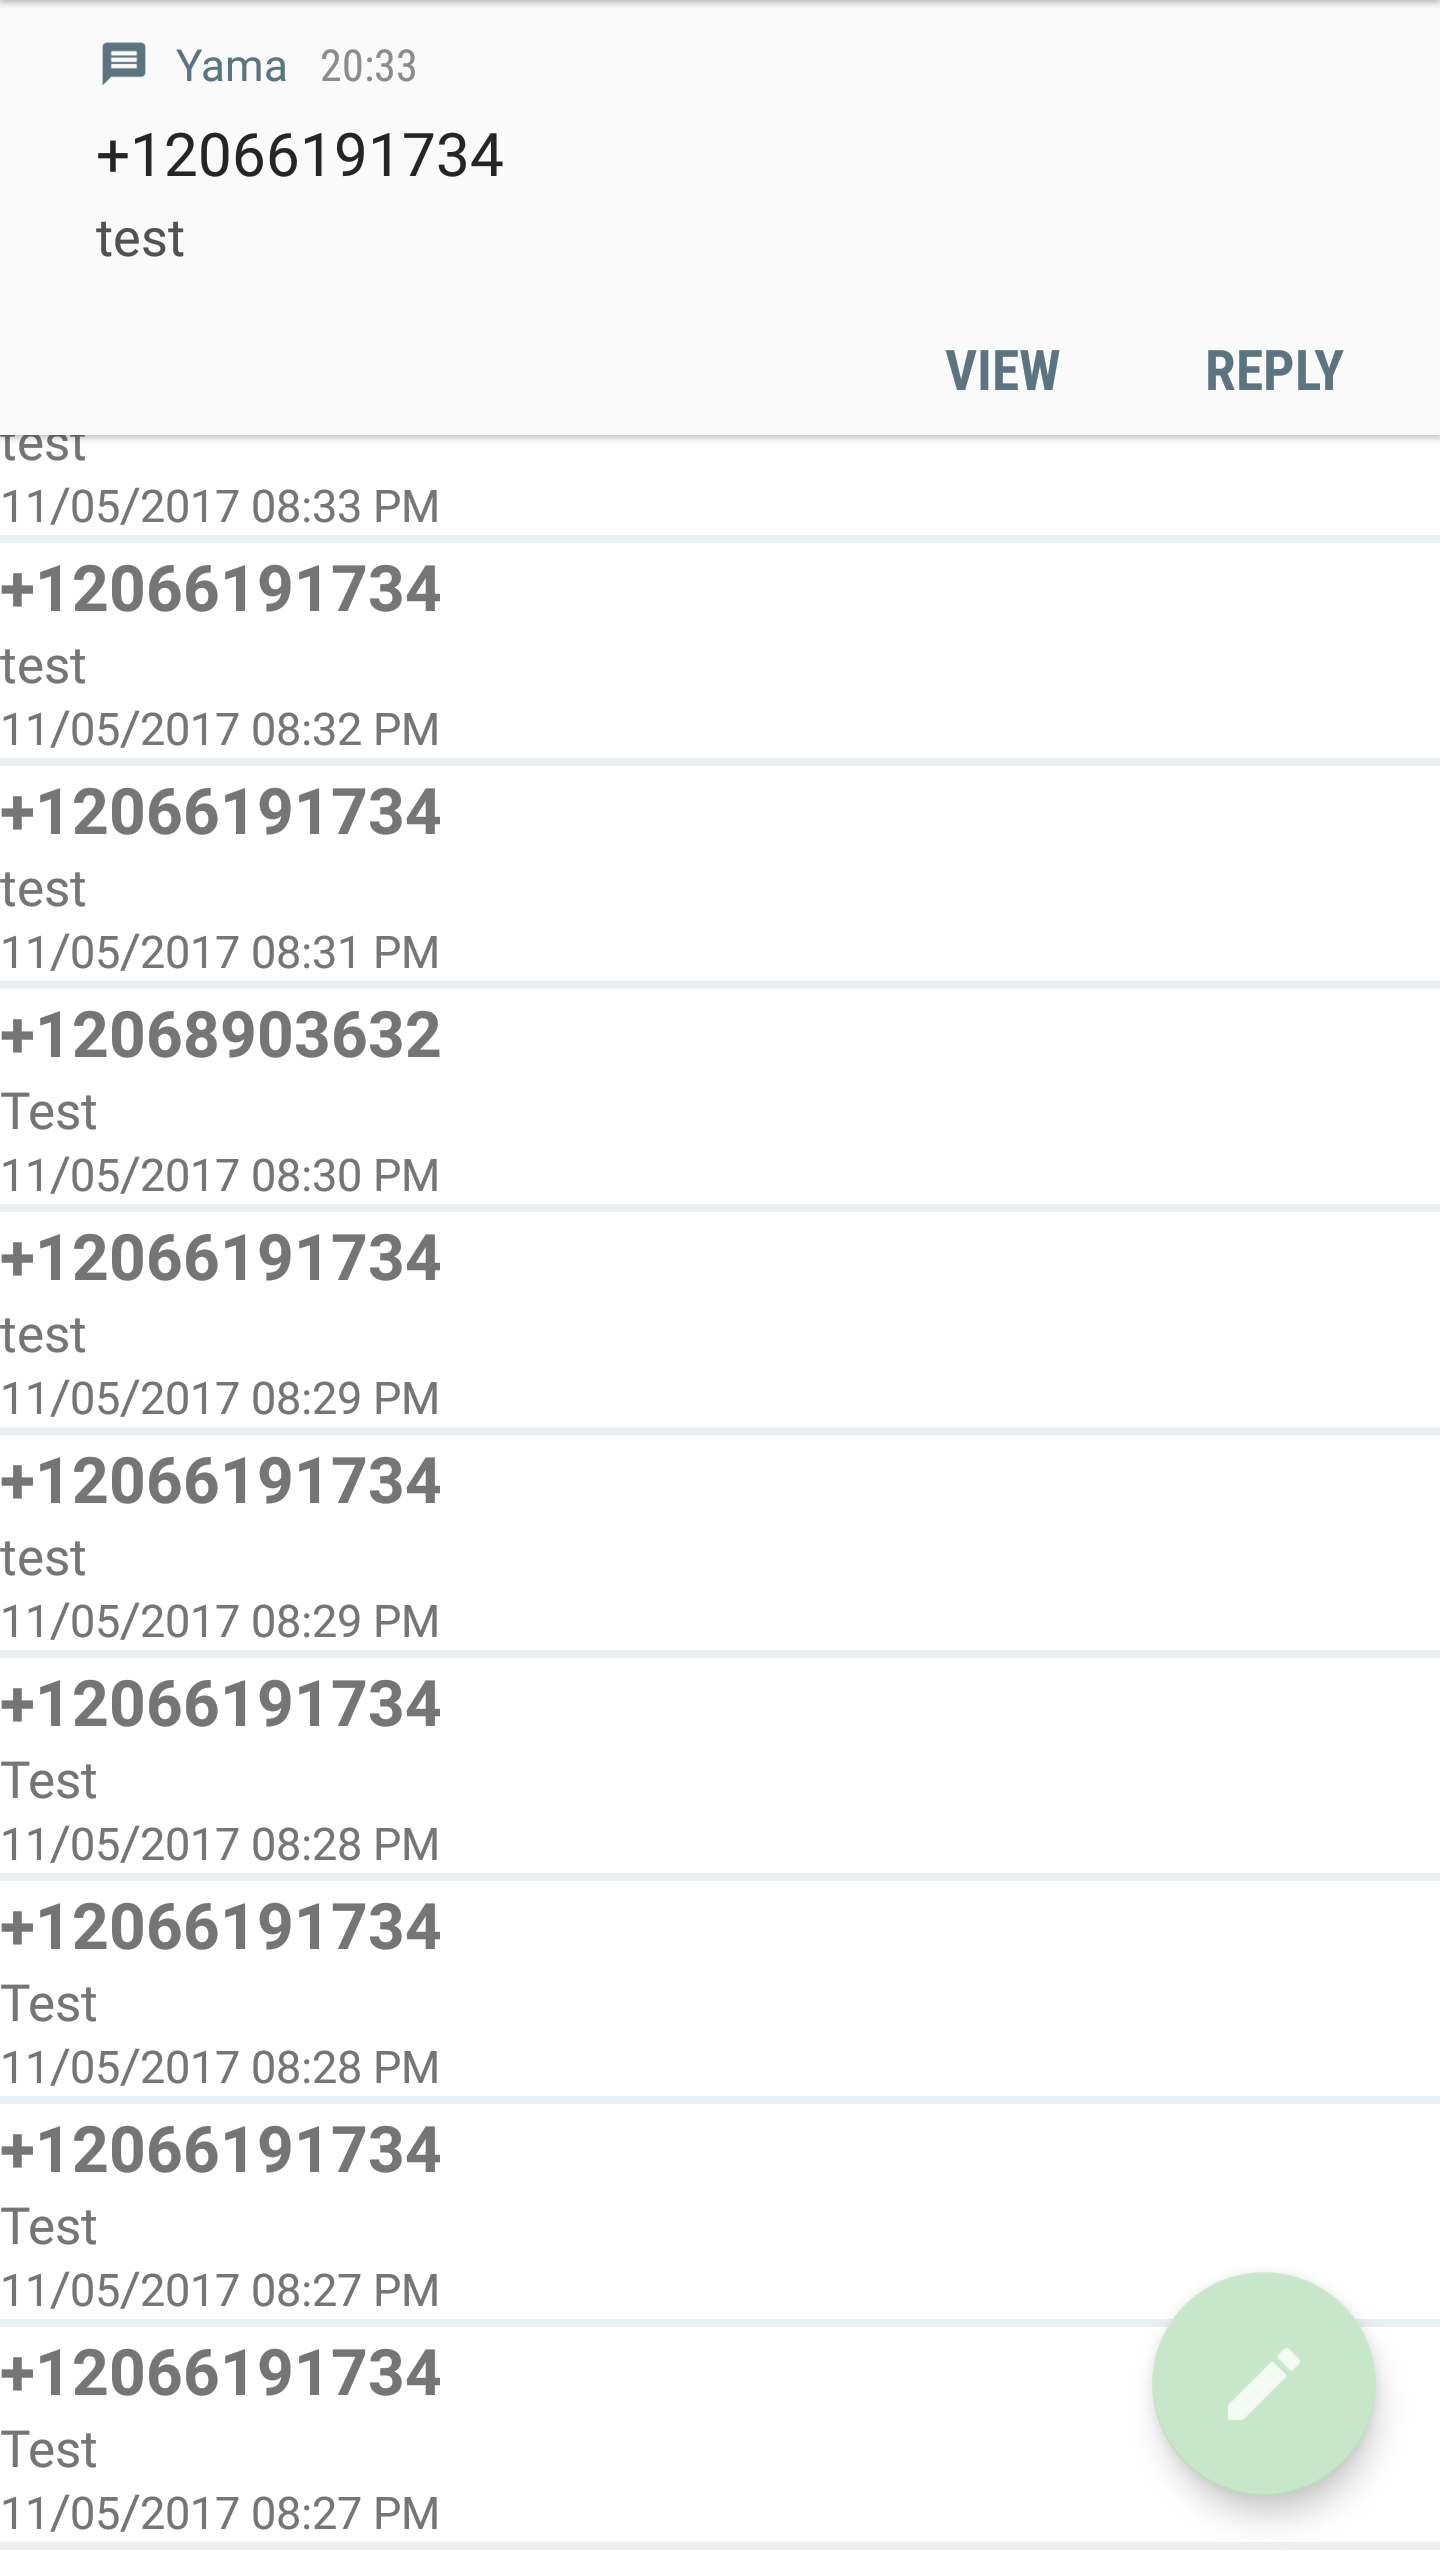 Yama 20:33
+12066191734
test
VIEW REPLY
test
11/05/2017 08:33 PM
+12066191734
test
11/05/2017 08:32 PM
+12066191734
test
11/05/2017 08:31 PM
+12068903632
Test
11/05/2017 08:30 PM
+12066191734
test
11/05/2017 08:29 PM
+12066191734
test
11/05/2017 08:29 PM
+12066191734
Test
11/05/2017 08:28 PM
+12066191734
Test
11/05/2017 08:28 PM
+12066191734
Test
11/05/2017 08:27 PM
+12066191734
Test
11/05/2017 08:27 PM